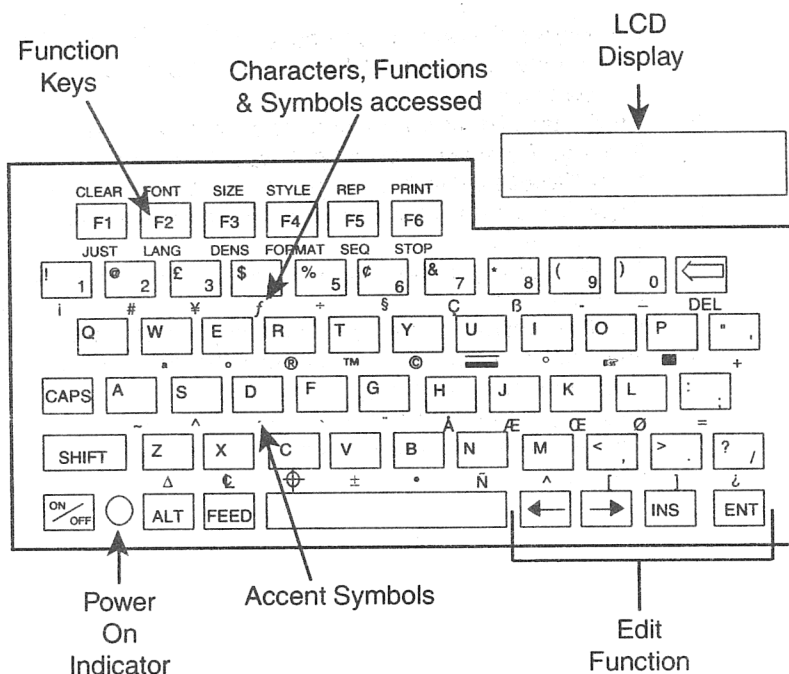 LCD
Display
Function
Keys
Characters, Functions
& Symbols accessed
CLEAR FONT SIZE STYLE REP PRINT
F1 F2 F3 F4 F5 F6
JUST LANG DENS FORMAT SEQ STOP
! 1 @ 2 £ 3 $ % 5 ¢ 6 & 7 * 8 ( 9 ) 0
¡ # ¥ ƒ ÷ § Ç ß - – DEL
Q W E R T Y U I O P " ,
ª º ® ™ © ° ☞ ■ +
CAPS A S D F G H J K L : ;
~ ^ ´ ` ¨ Å Æ Œ Ø =
SHIFT Z X C V B N M < , > . ? /
Δ ℄ ⌖ ± • Ñ ^ [ ] ¿
ON/OFF ALT FEED ← → INS ENT
Power
On
Indicator
Accent Symbols
Edit
Function